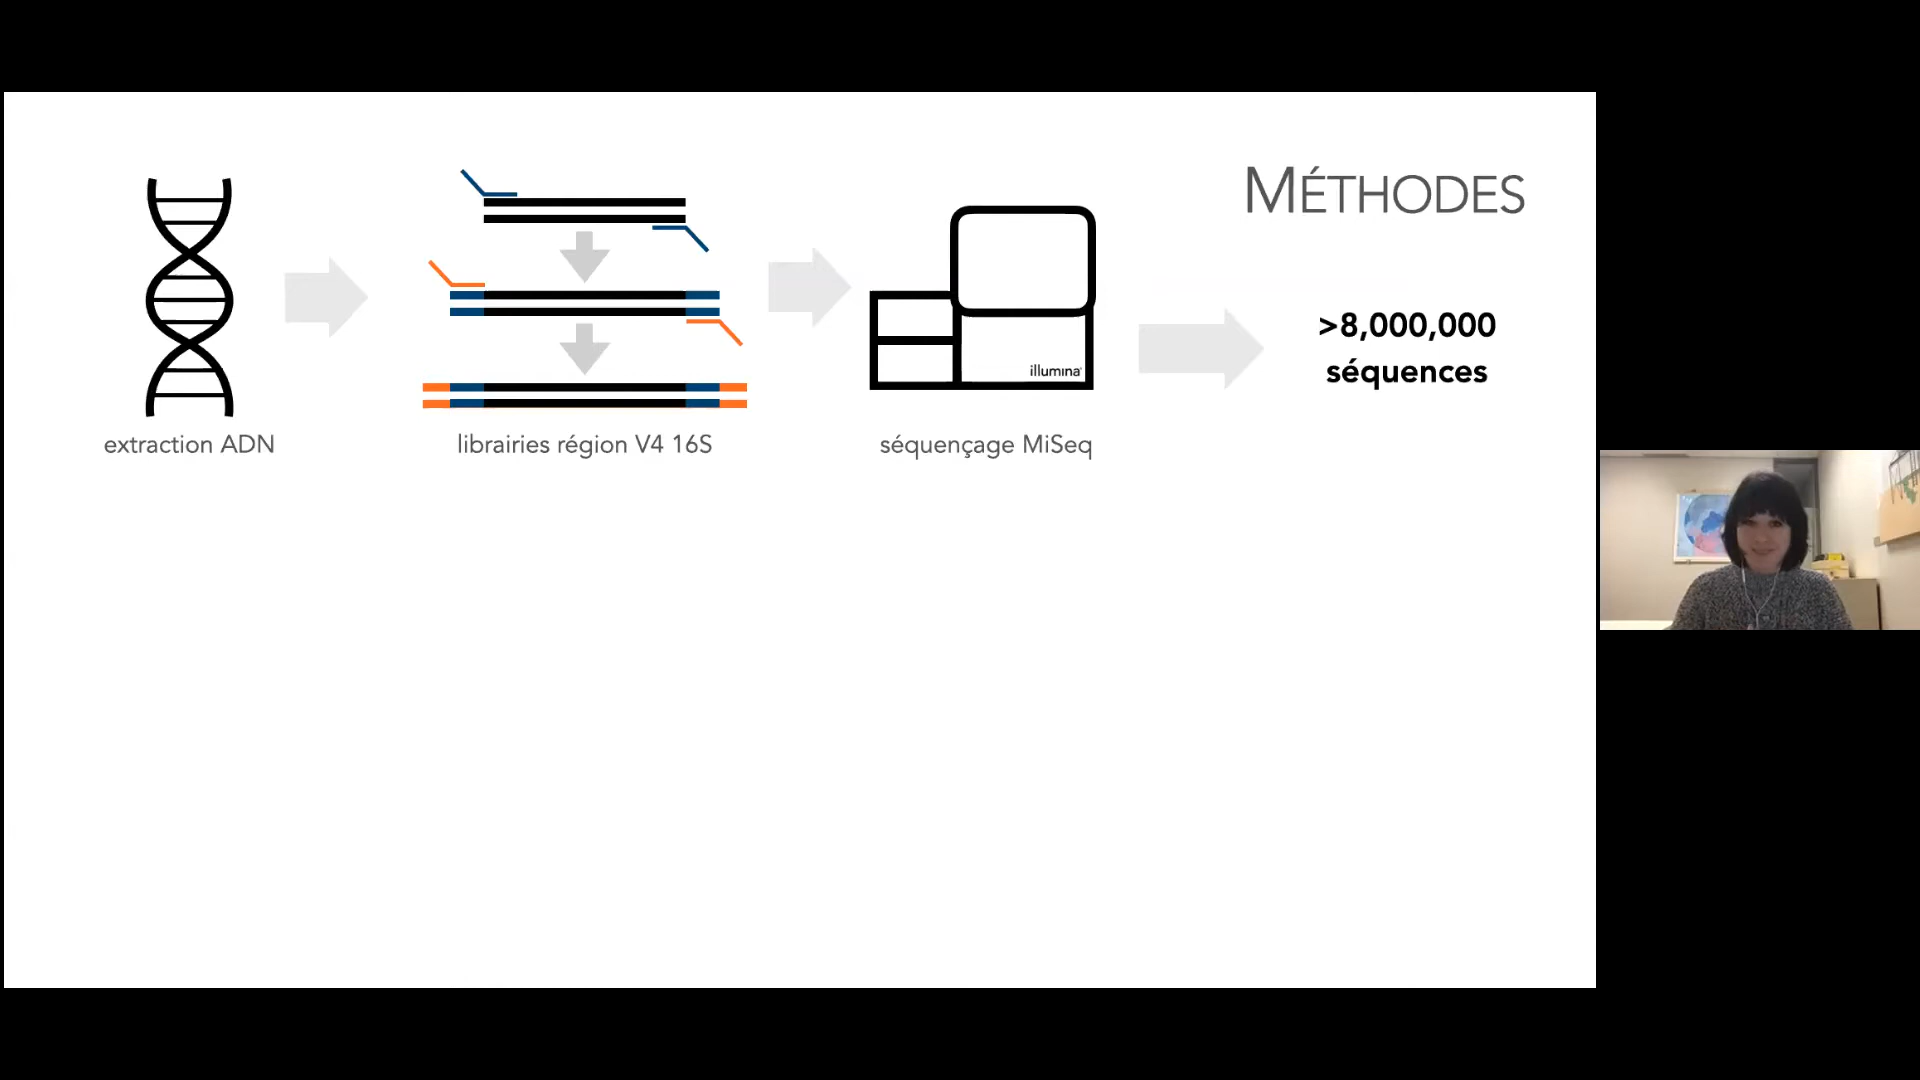 MÉTHODES
extraction ADN
librairies région V4 16S
illumina
séquençage MiSeq
>8,000,000
séquences